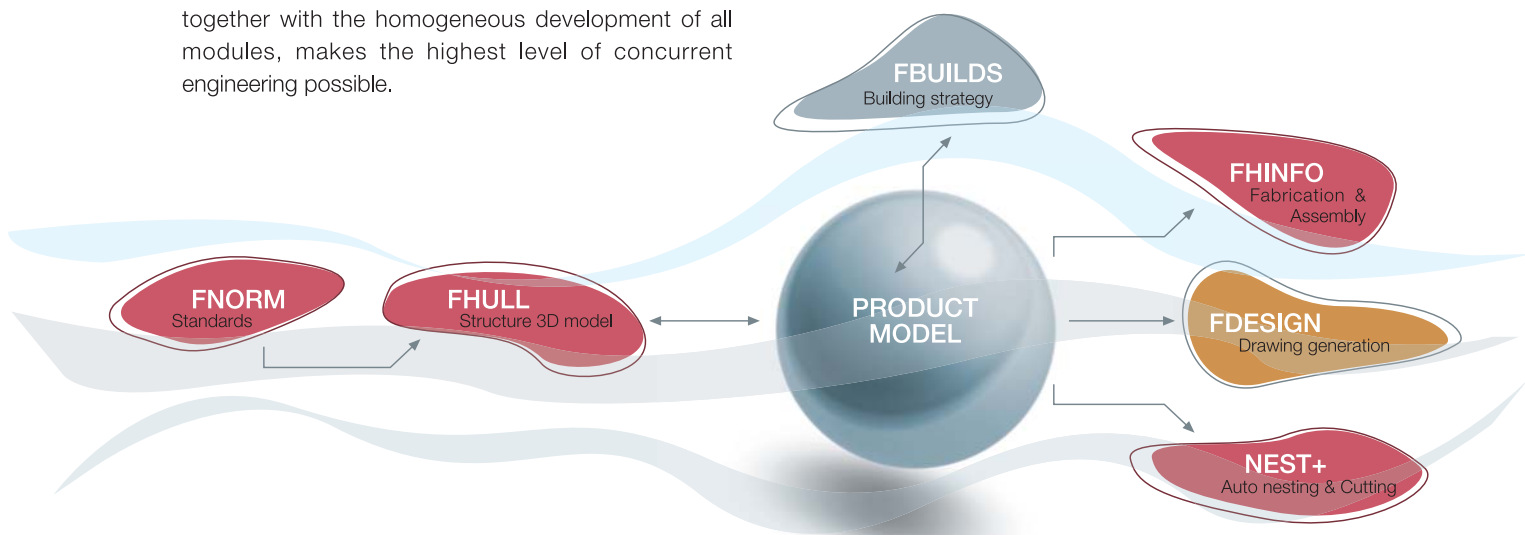 together with the homogeneous development of all
modules, makes the highest level of concurrent
engineering possible.
FBUILDS
Building strategy
FHINFO
Fabrication &
Assembly
FNORM
Standards
FHULL
Structure 3D model
PRODUCT
MODEL
FDESIGN
Drawing generation
NEST+
Auto nesting & Cutting